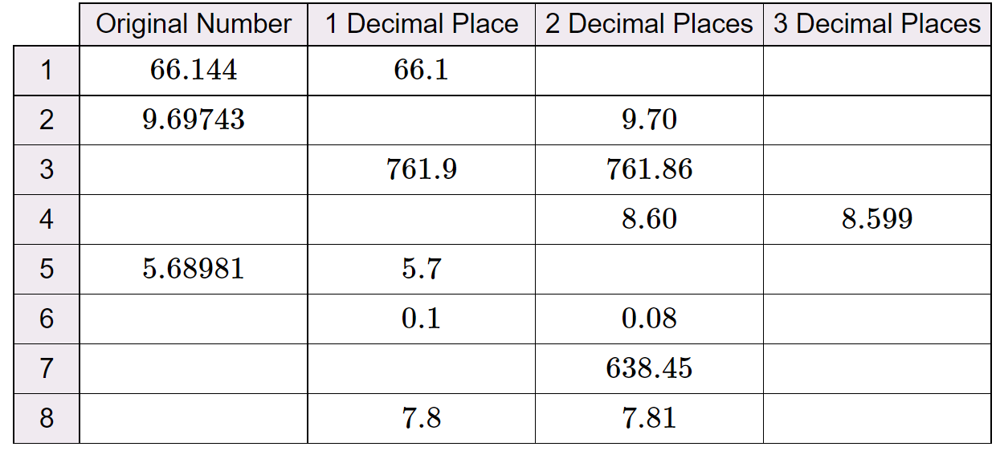 Original Number 1 Decimal Place 2 Decimal Places 3 Decimal Places
1 66.144 66.1
2 9.69743 9.70
3 761.9 761.86
4 8.60 8.599
5 5.68981 5.7
6 0.1 0.08
7 638.45
8 7.8 7.81